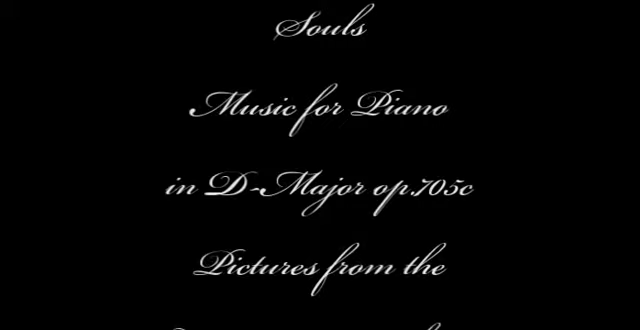 Souls
Music for Piano
in D-Major op.705c
Pictures from the